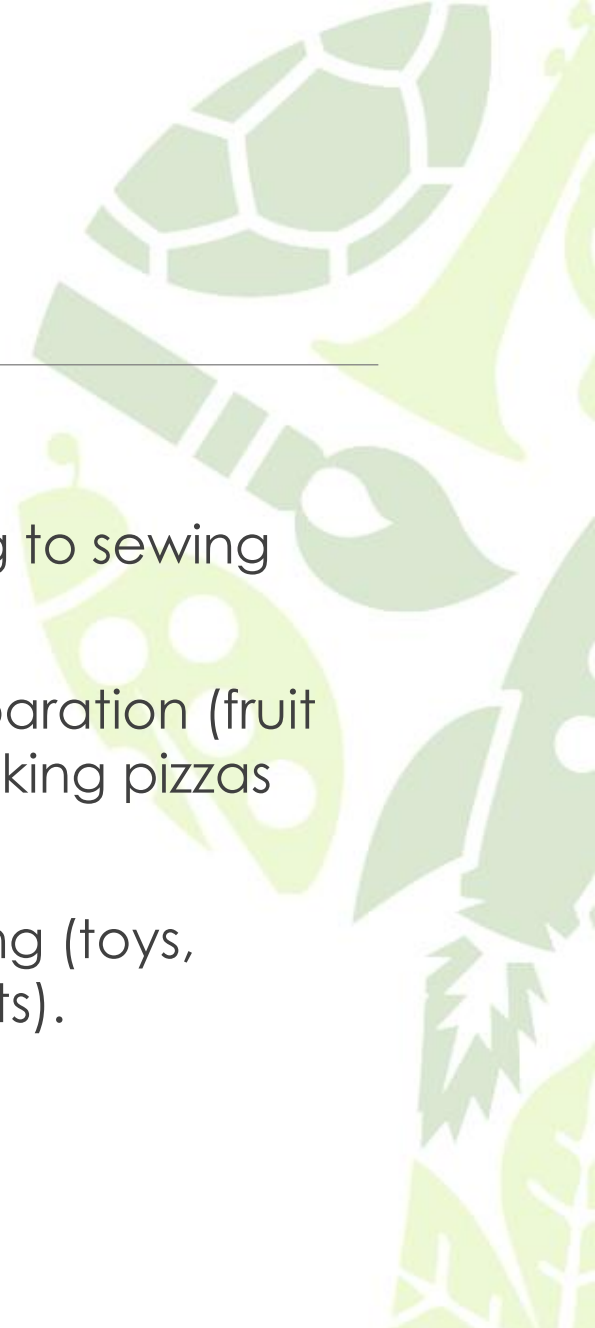 g to sewing
paration (fruit
king pizzas
ng (toys,
ts).